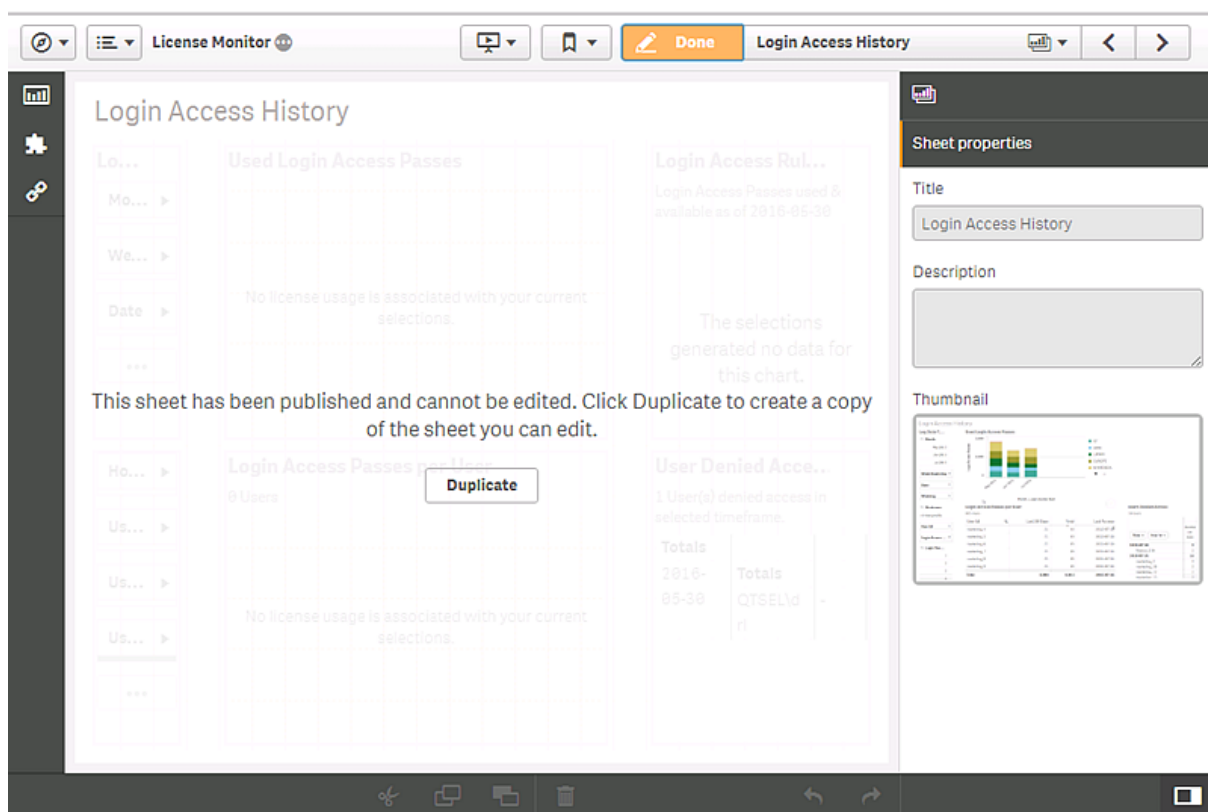 License Monitor
Done
Login Access History
Login Access History
Lo...
Used Login Access Passes
Login Access Rul...
Login Access Passes used &
available as of 2016-05-30
Mo...
We...
Date
...
No license usage is associated with your current
selections.
The selections
generated no data for
this chart.
This sheet has been published and cannot be edited. Click Duplicate to create a copy
of the sheet you can edit.
Duplicate
Ho...
Login Access Passes per User
0 Users
User Denied Acce...
1 User(s) denied access in
selected timeframe.
Us...
Us...
Us...
...
No license usage is associated with your current
selections.
Totals
2016-
05-30
Totals
QTSEL\d
r!
-
Sheet properties
Title
Login Access History
Description
Thumbnail